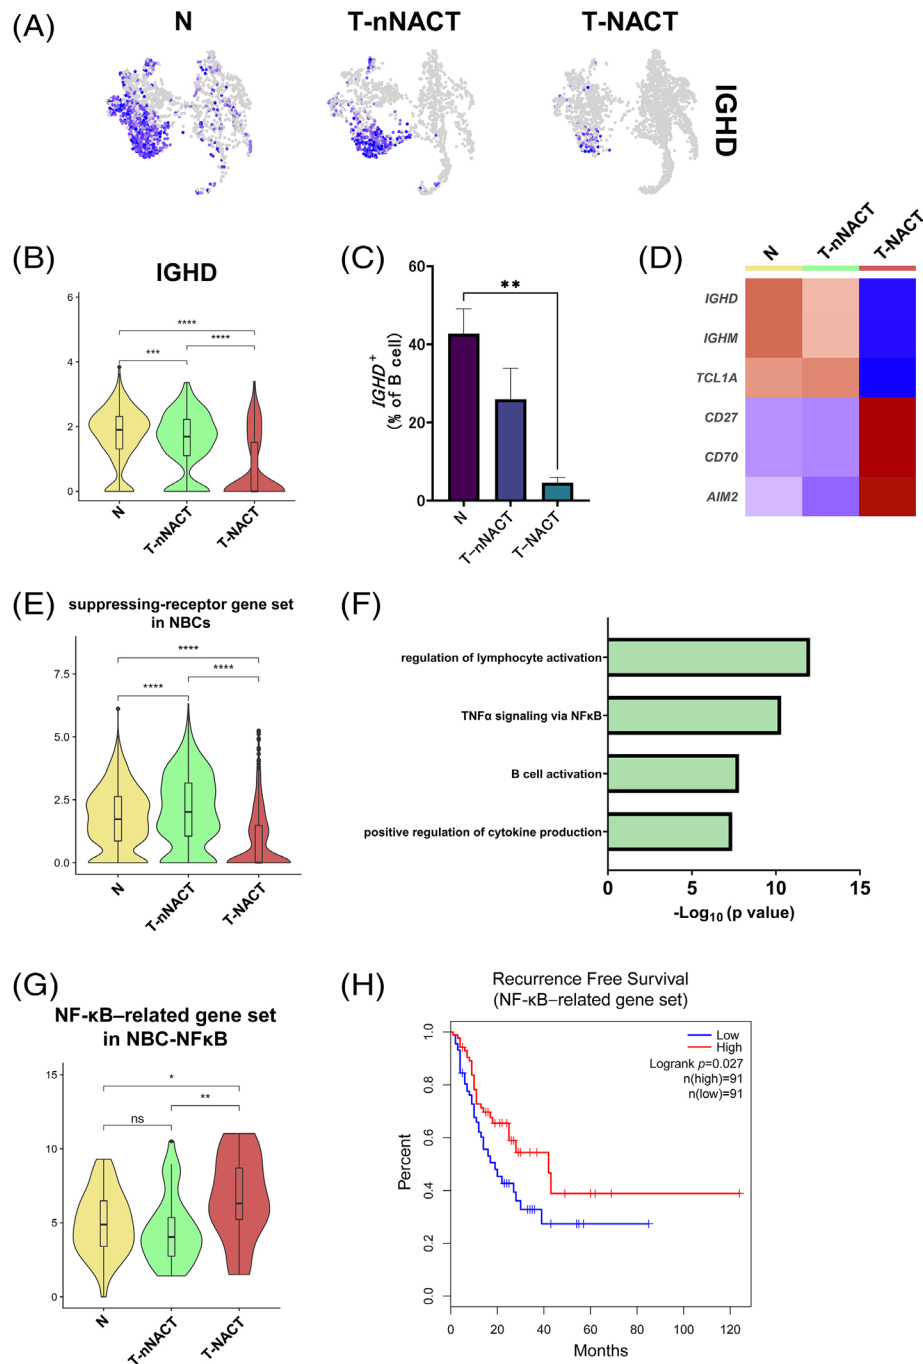 (A)
N
T-nNACT
T-NACT
IGHD
(B)
IGHD
6
4
2
0
****
***
****
N
T-nNACT
T-NACT
(C)
60
40
20
0
IGHD+
(% of B cell)
**
N
T-nNACT
T-NACT
(D)
N
T-nNACT
T-NACT
IGHD
IGHM
TCL1A
CD27
CD70
AIM2
(E)
suppressing-receptor gene set
in NBCs
7.5
5.0
2.5
0.0
****
****
****
N
T-nNACT
T-NACT
(F)
regulation of lymphocyte activation
TNFα signaling via NFκB
B cell activation
positive regulation of cytokine production
0
5
10
15
-Log10 (p value)
(G)
NF-κB–related gene set
in NBC-NFκB
15
10
5
0
*
**
ns
N
T-nNACT
T-NACT
(H)
Recurrence Free Survival
(NF-κB–related gene set)
1.0
0.8
0.6
0.4
0.2
0.0
Percent
Low
High
Logrank p=0.027
n(high)=91
n(low)=91
0
20
40
60
80
100
120
Months